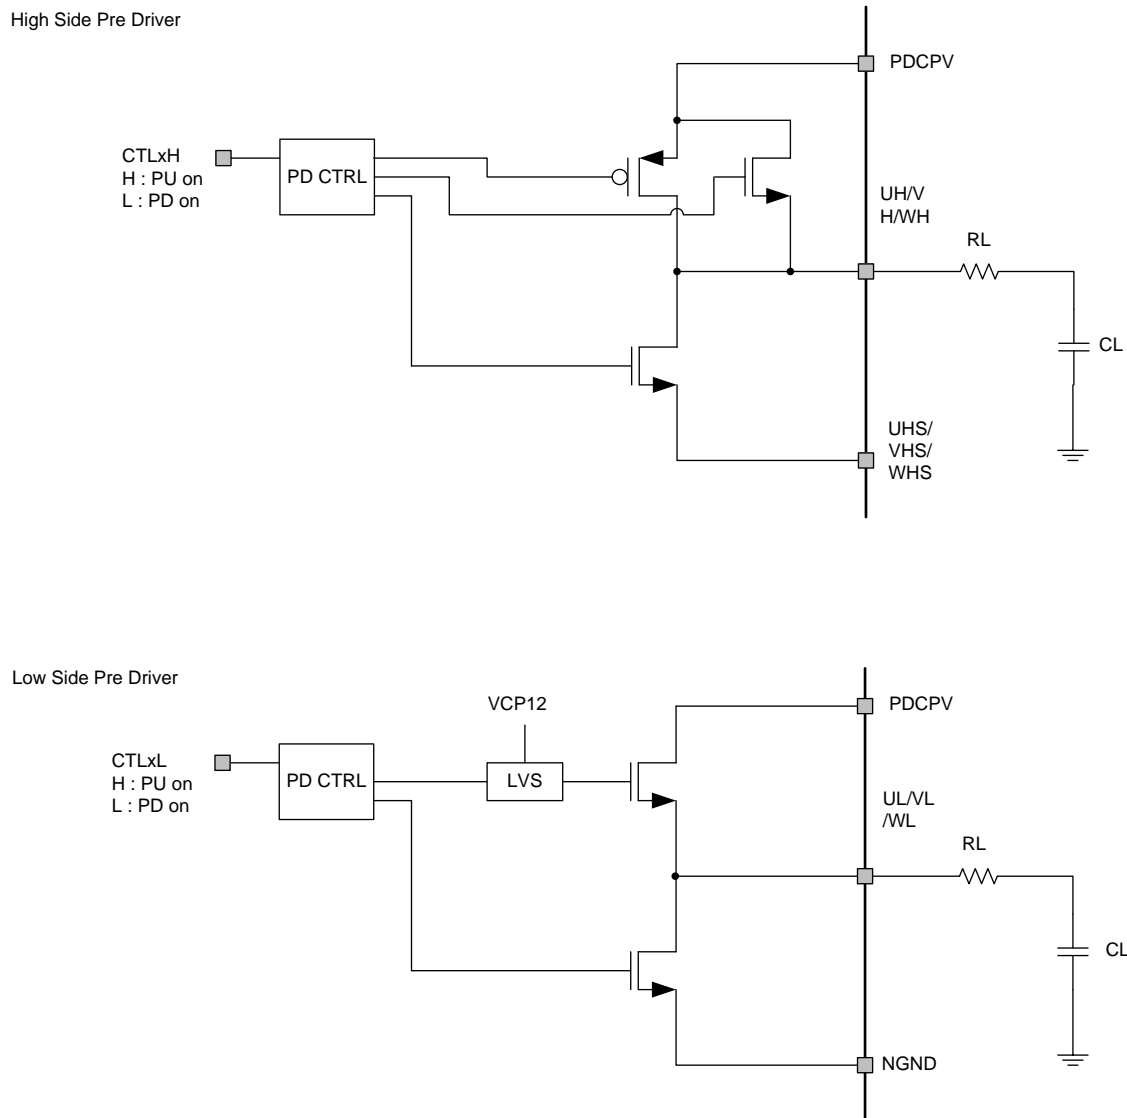 High Side Pre Driver
PDCPV
CTLxH
H : PU on
L : PD on
PD CTRL
UH/V
H/WH
RL
CL
UHS/
VHS/
WHS
Low Side Pre Driver
VCP12
PDCPV
CTLxL
H : PU on
L : PD on
PD CTRL
LVS
UL/VL
/WL
RL
CL
NGND